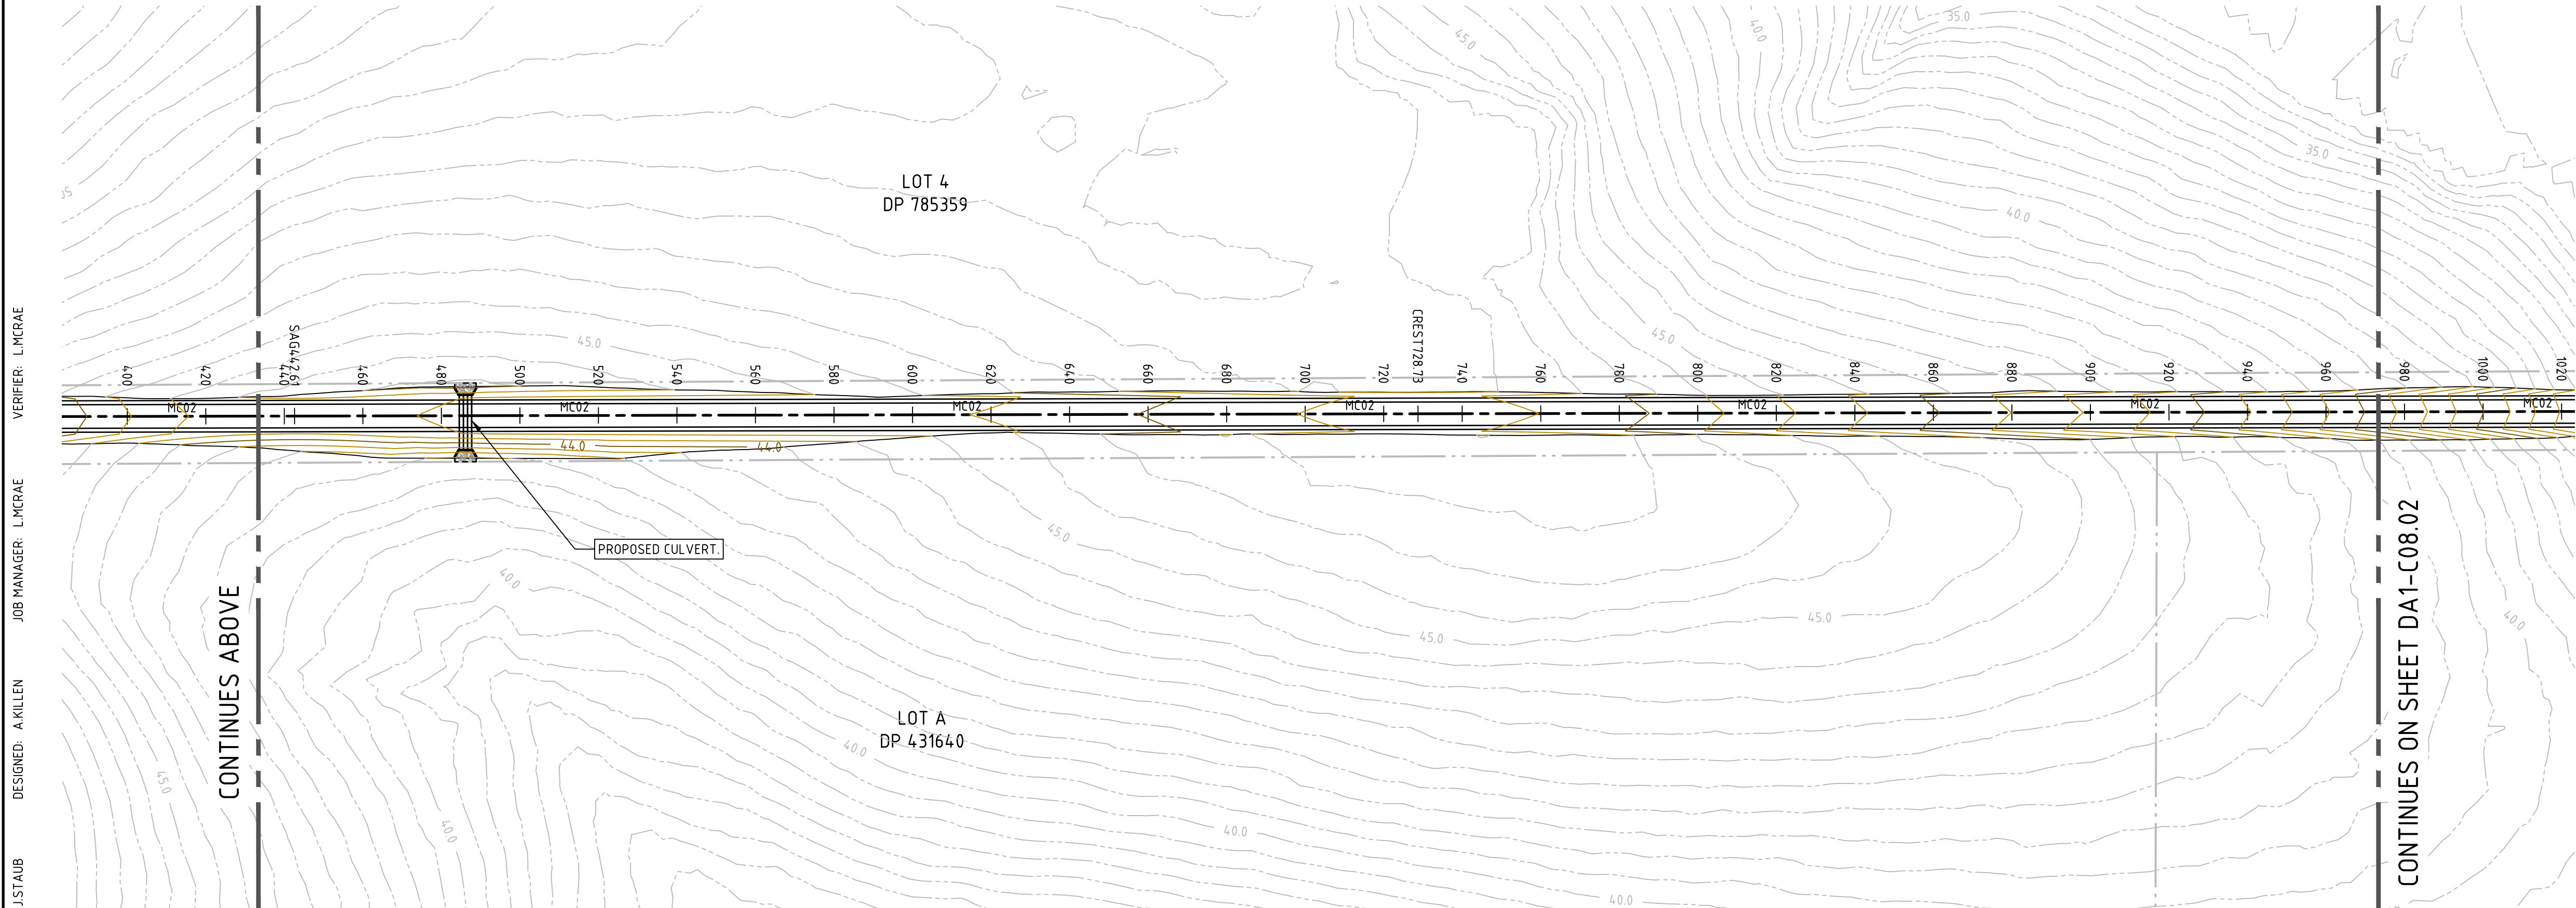 35.0
45.0
40.0
35.0
50
LOT 4
DP 785359
40.0
SAG442.61
CREST728.73
45.0
45.0
400
420
440
460
480
500
520
540
560
580
600
620
640
660
680
700
720
740
760
780
800
820
840
860
880
900
920
940
960
980
1000
1020
MC02
MC02
MC02
MC02
MC02
MC02
MC02
44.0
44.0
PROPOSED CULVERT.
45.0
40.0
45.0
45.0
40.0
LOT A
DP 431640
40.0
45.0
40.0
40.0
40.0
CONTINUES ABOVE
CONTINUES ON SHEET DA1-C08.02
VERIFIER: L.MCRAE
JOB MANAGER: L.MCRAE
DESIGNED: A.KILLEN
J.STAUB